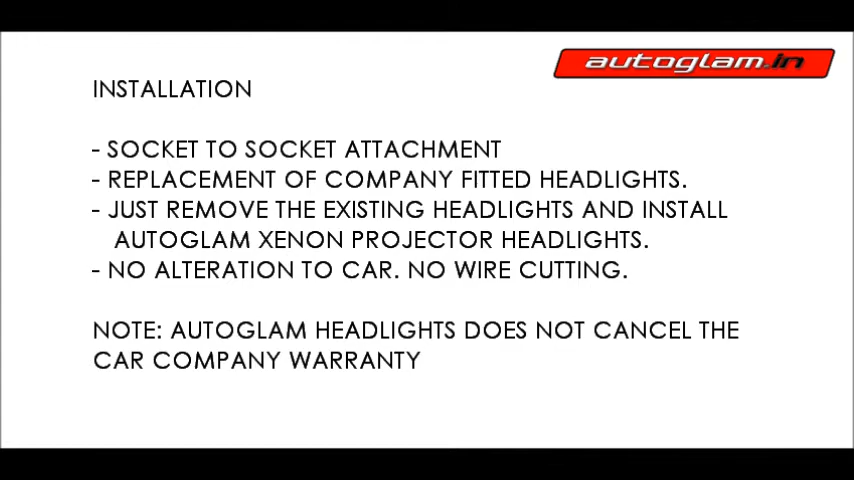 autoglam.in
INSTALLATION
- SOCKET TO SOCKET ATTACHMENT
- REPLACEMENT OF COMPANY FITTED HEADLIGHTS.
- JUST REMOVE THE EXISTING HEADLIGHTS AND INSTALL
AUTOGLAM XENON PROJECTOR HEADLIGHTS.
- NO ALTERATION TO CAR. NO WIRE CUTTING.
NOTE: AUTOGLAM HEADLIGHTS DOES NOT CANCEL THE
CAR COMPANY WARRANTY